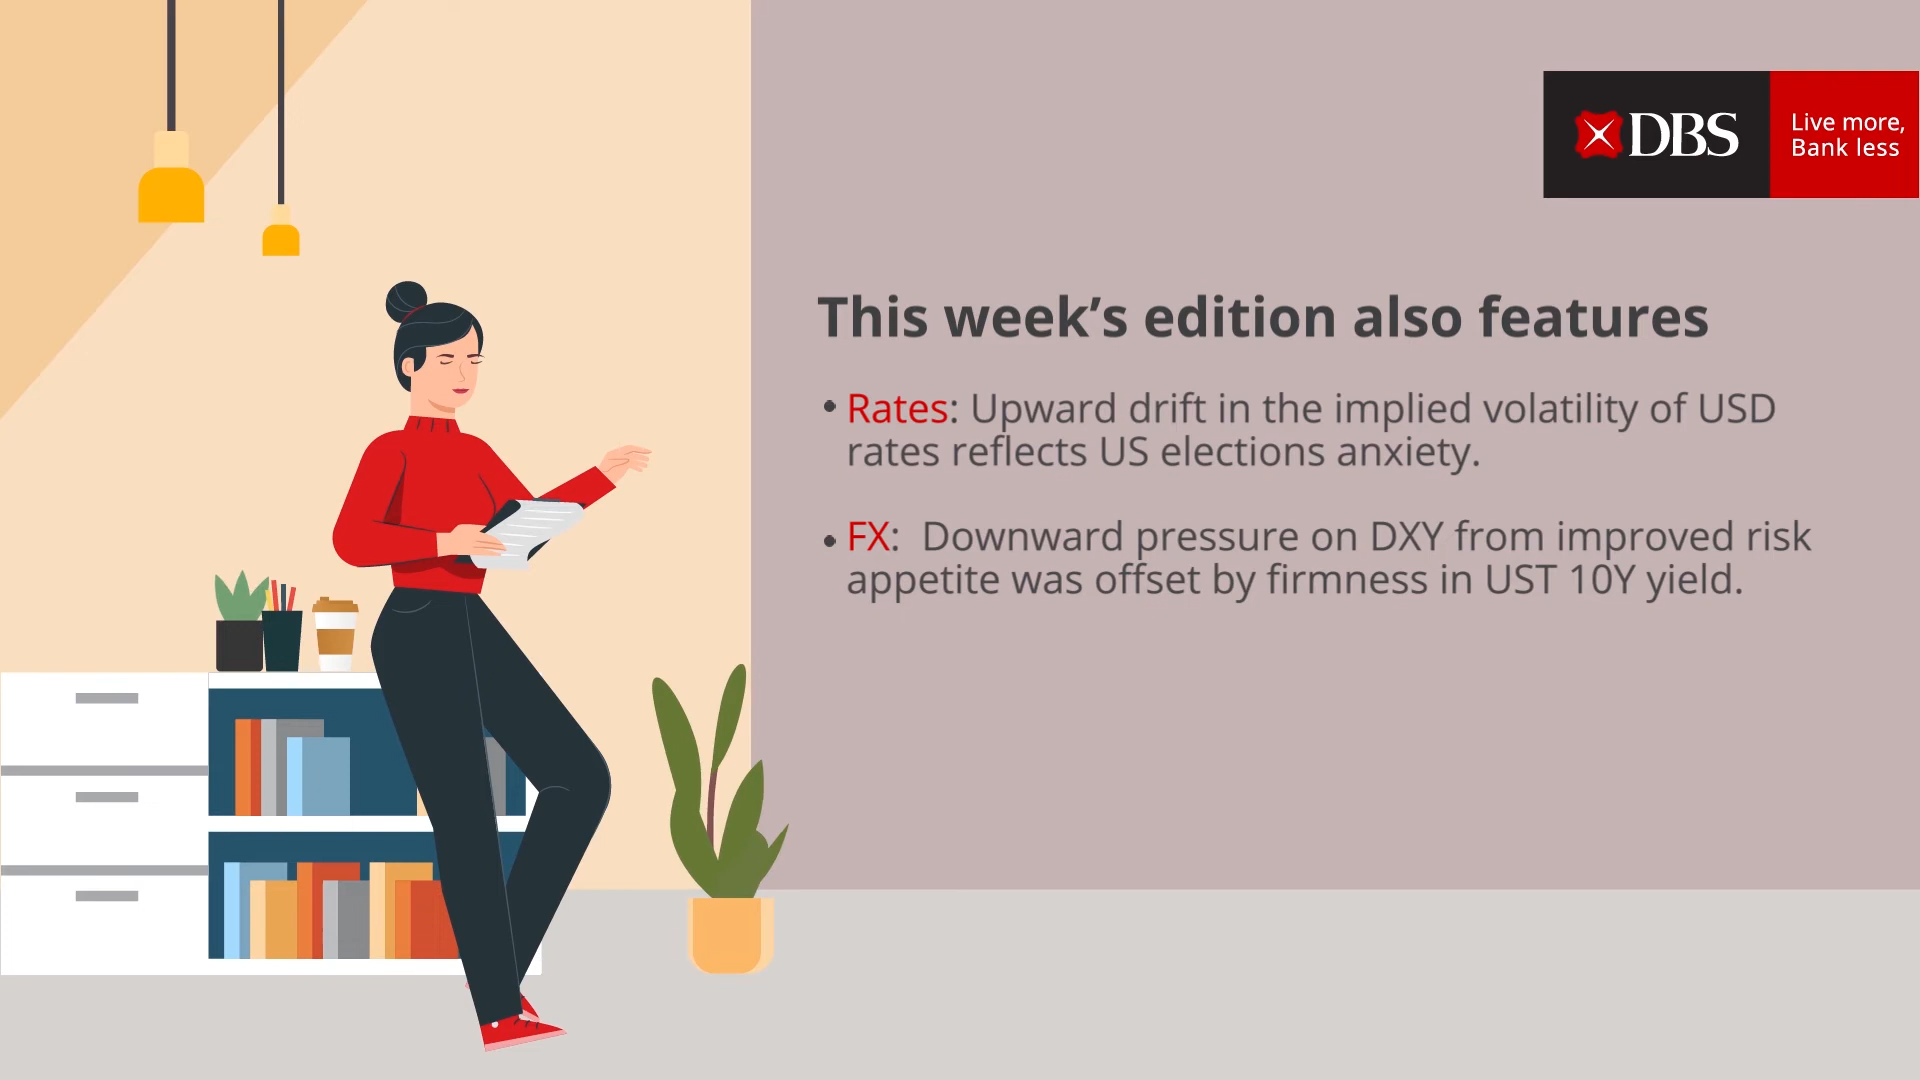 DBS
Live more,
Bank less
This week’s edition also features
• Rates: Upward drift in the implied volatility of USD
rates reflects US elections anxiety.
• FX:  Downward pressure on DXY from improved risk
appetite was offset by firmness in UST 10Y yield.